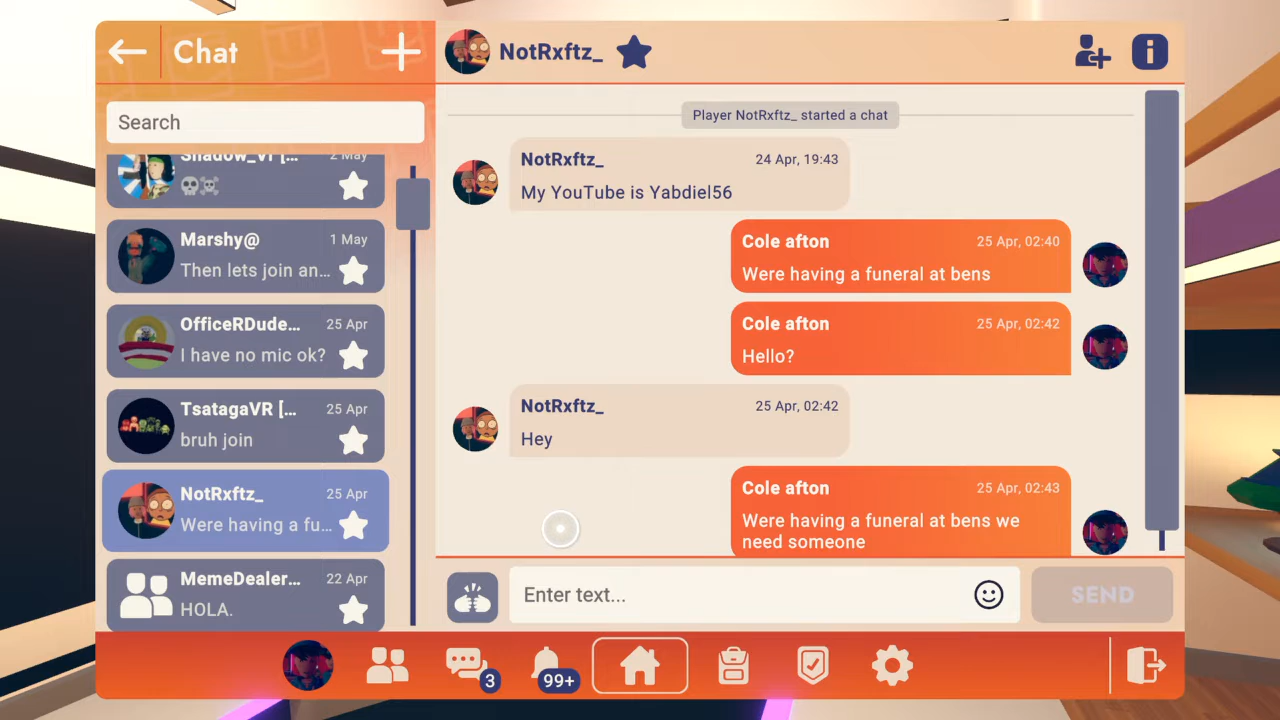 Chat
Search
Shadow_VI [... 2 May
Marshy@ 1 May
Then lets join an...
OfficeRDude... 25 Apr
I have no mic ok?
TsatagaVR [... 25 Apr
bruh join
NotRxftz_ 25 Apr
Were having a fu...
MemeDealer... 22 Apr
HOLA.
NotRxftz_
Player NotRxftz_ started a chat
NotRxftz_ 24 Apr, 19:43
My YouTube is Yabdiel56
Cole afton 25 Apr, 02:40
Were having a funeral at bens
Cole afton 25 Apr, 02:42
Hello?
NotRxftz_ 25 Apr, 02:42
Hey
Cole afton 25 Apr, 02:43
Were having a funeral at bens we
need someone
Enter text...
SEND
3
99+